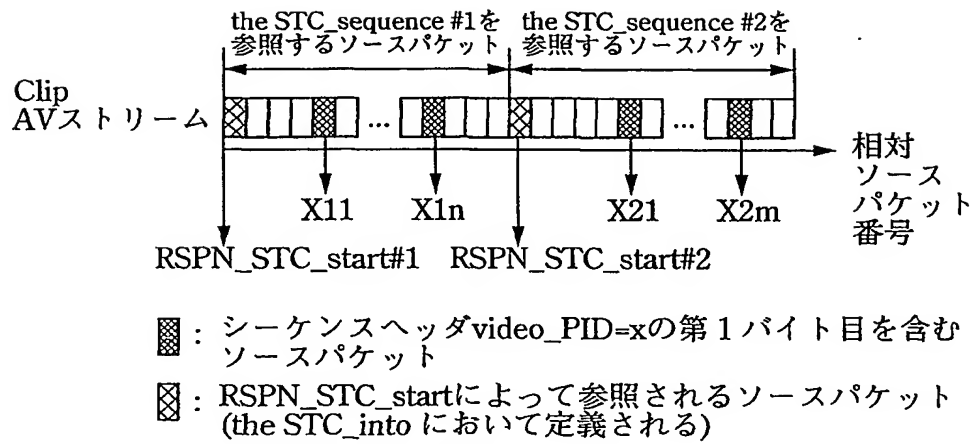 the STC_sequence #1を
参照するソースパケット
the STC_sequence #2を
参照するソースパケット
Clip
AVストリーム
...
...
相対
ソース
パケット
番号
X11
X1n
X21
X2m
RSPN_STC_start#1
RSPN_STC_start#2
: シーケンスヘッダvideo_PID=xの第1バイト目を含む
ソースパケット
: RSPN_STC_startによって参照されるソースパケット
(the STC_into において定義される)